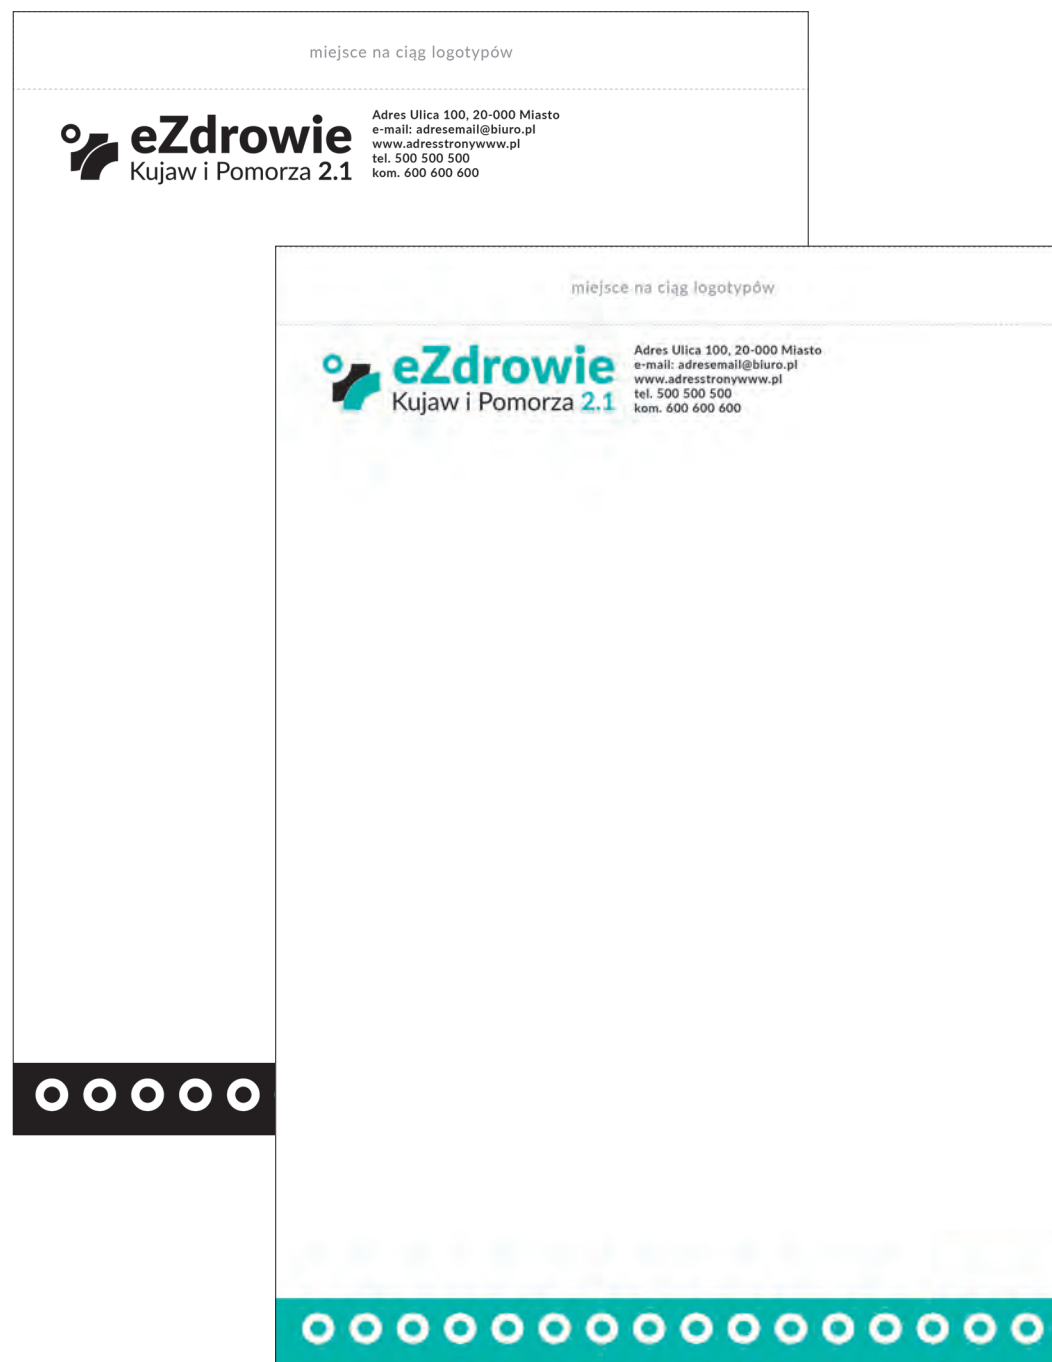 miejsce na ciąg logotypów
eZdrowie
Kujaw i Pomorza 2.1
Adres Ulica 100, 20-000 Miasto
e-mail: adresemail@biuro.pl
www.adresstronywww.pl
tel. 500 500 500
kom. 600 600 600
miejsce na ciąg logotypów
eZdrowie
Kujaw i Pomorza 2.1
Adres Ulica 100, 20-000 Miasto
e-mail: adresemail@biuro.pl
www.adresstronywww.pl
tel. 500 500 500
kom. 600 600 600